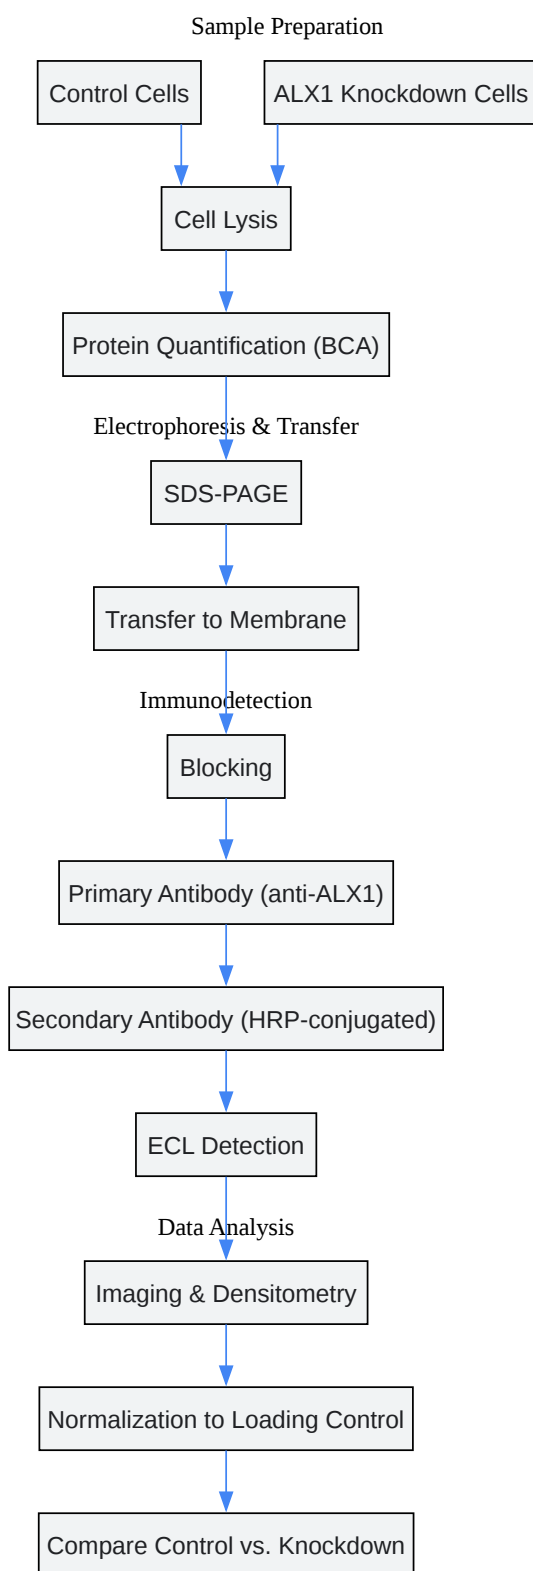 Sample Preparation
Control Cells
ALX1 Knockdown Cells
Cell Lysis
Protein Quantification (BCA)
Electrophoresis & Transfer
SDS-PAGE
Transfer to Membrane
Immunodetection
Blocking
Primary Antibody (anti-ALX1)
Secondary Antibody (HRP-conjugated)
ECL Detection
Data Analysis
Imaging & Densitometry
Normalization to Loading Control
Compare Control vs. Knockdown